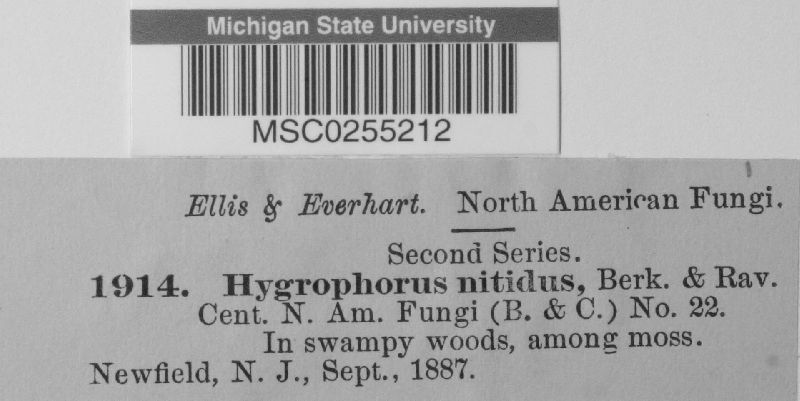 Michigan State University
MSC0255212
Ellis & Everhart. North American Fungi.
Second Series.
1914. Hygrophorus nitidus, Berk. & Rav.
Cent. N. Am. Fungi (B. & C.) No. 22.
In swampy woods, among moss.
Newfield, N. J., Sept., 1887.